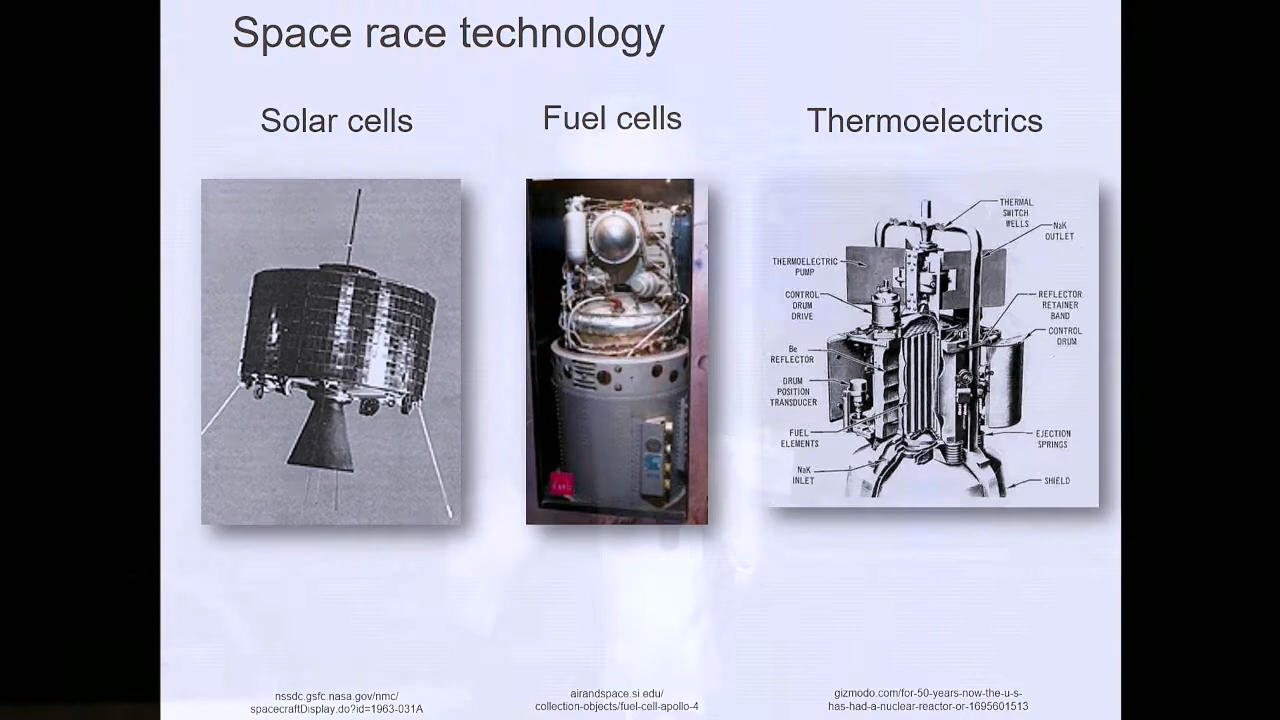 Space race technology
Solar cells
Fuel cells
Thermoelectrics
THERMAL
SWITCH
WELLS
NaK
OUTLET
THERMOELECTRIC
PUMP
CONTROL
DRUM
DRIVE
REFLECTOR
RETAINER
BAND
CONTROL
DRUM
Be
REFLECTOR
DRUM
POSITION
TRANSDUCER
FUEL
ELEMENTS
EJECTION
SPRINGS
NaK
INLET
SHIELD
nssdc.gsfc.nasa.gov/nmc/
spacecraftDisplay.do?id=1963-031A
airandspace.si.edu/
collection-objects/fuel-cell-apollo-4
gizmodo.com/for-50-years-now-the-u-s-
has-had-a-nuclear-reactor-or-1695601513